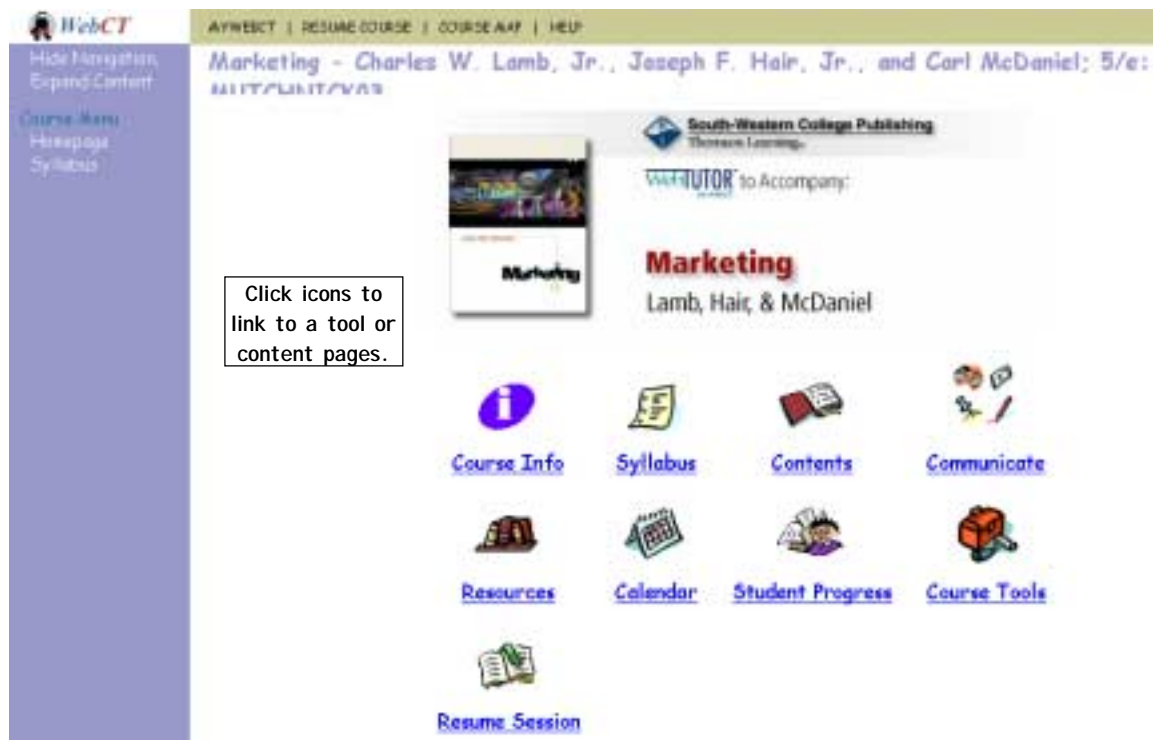 WebCT
MYWEBCT | RESUME COURSE | COURSE MAP | HELP
Hide Navigation,
Expand Content
Marketing - Charles W. Lamb, Jr., Joseph F. Hair, Jr., and Carl McDaniel; 5/e:
Course Menu
Homepage
Syllabus
South-Western College Publishing
Thomson Learning
WebTUTOR to Accompany:
Marketing
Marketing
Lamb, Hair, & McDaniel
Click icons to
link to a tool or
content pages.
Course Info
Syllabus
Contents
Communicate
Resources
Calendar
Student Progress
Course Tools
Resume Session